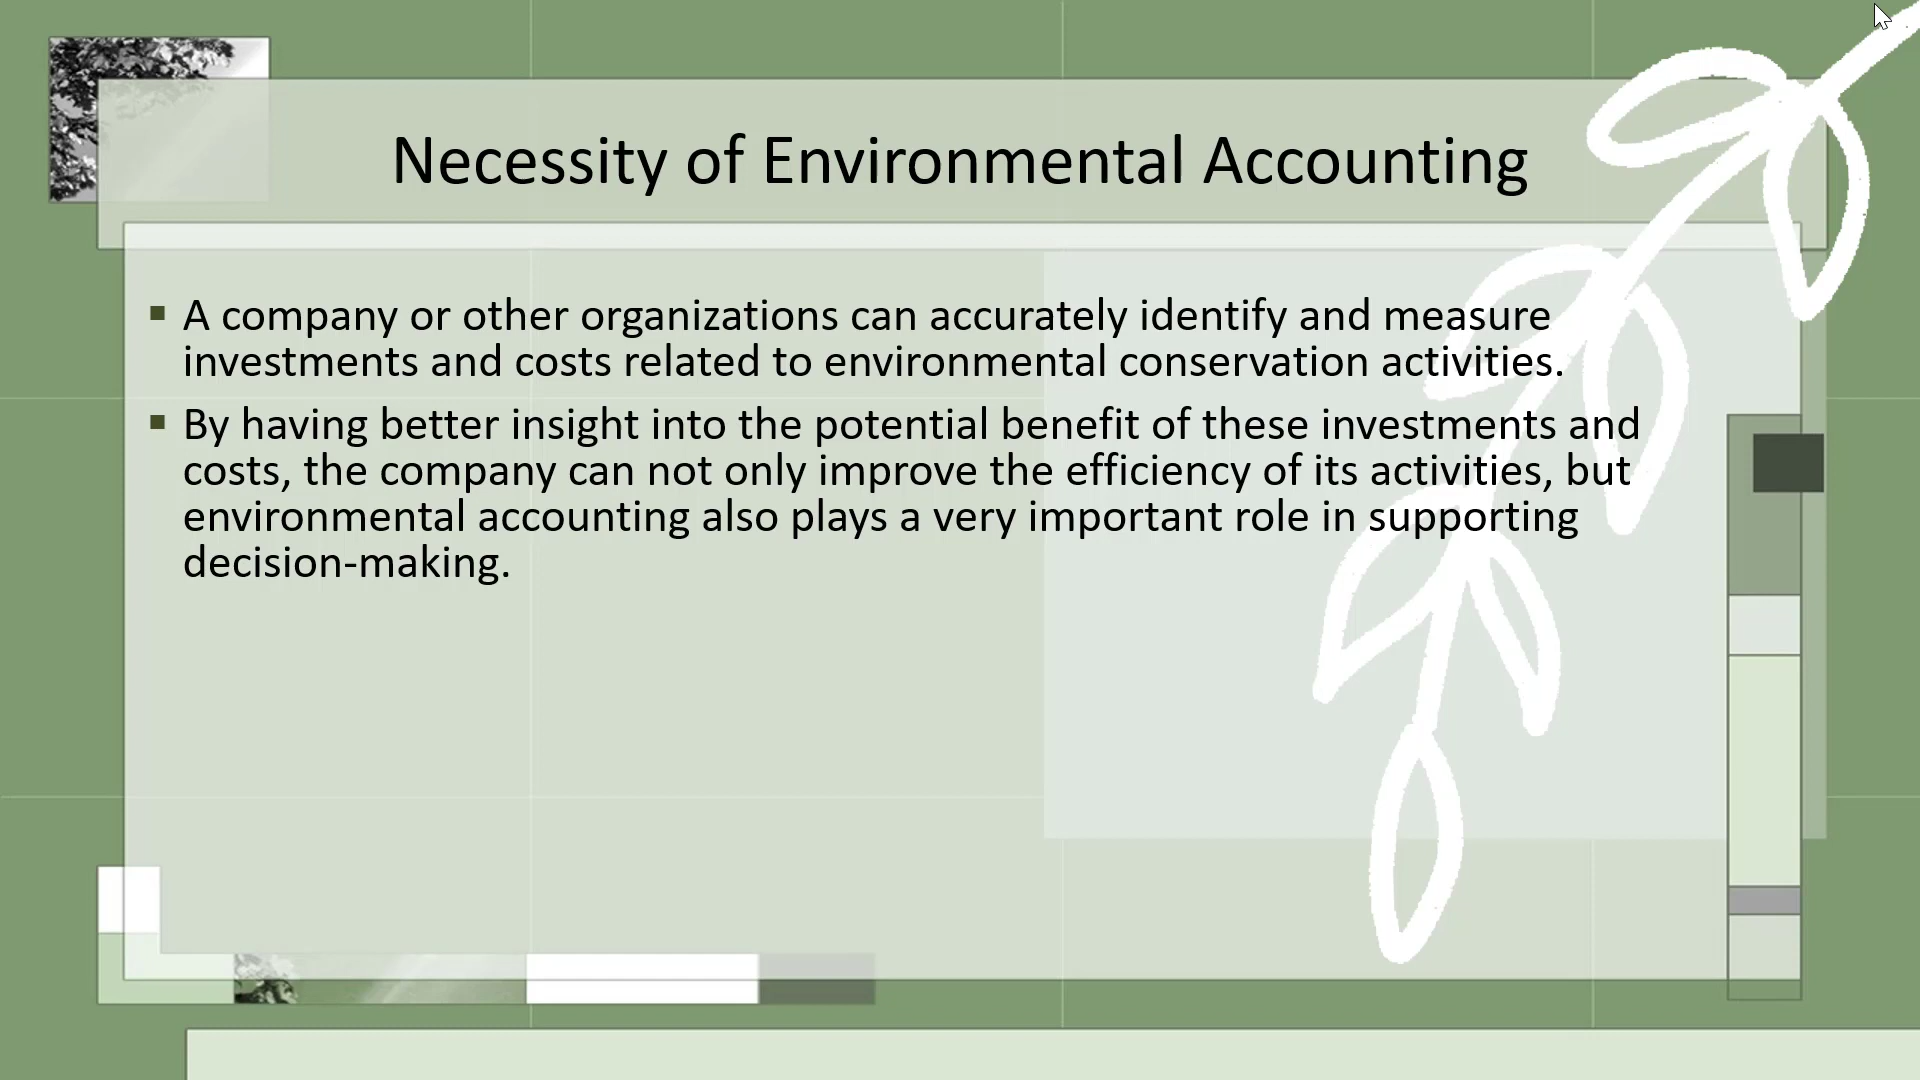 Necessity of Environmental Accounting
▪ A company or other organizations can accurately identify and measure
investments and costs related to environmental conservation activities.
▪ By having better insight into the potential benefit of these investments and
costs, the company can not only improve the efficiency of its activities, but
environmental accounting also plays a very important role in supporting
decision-making.